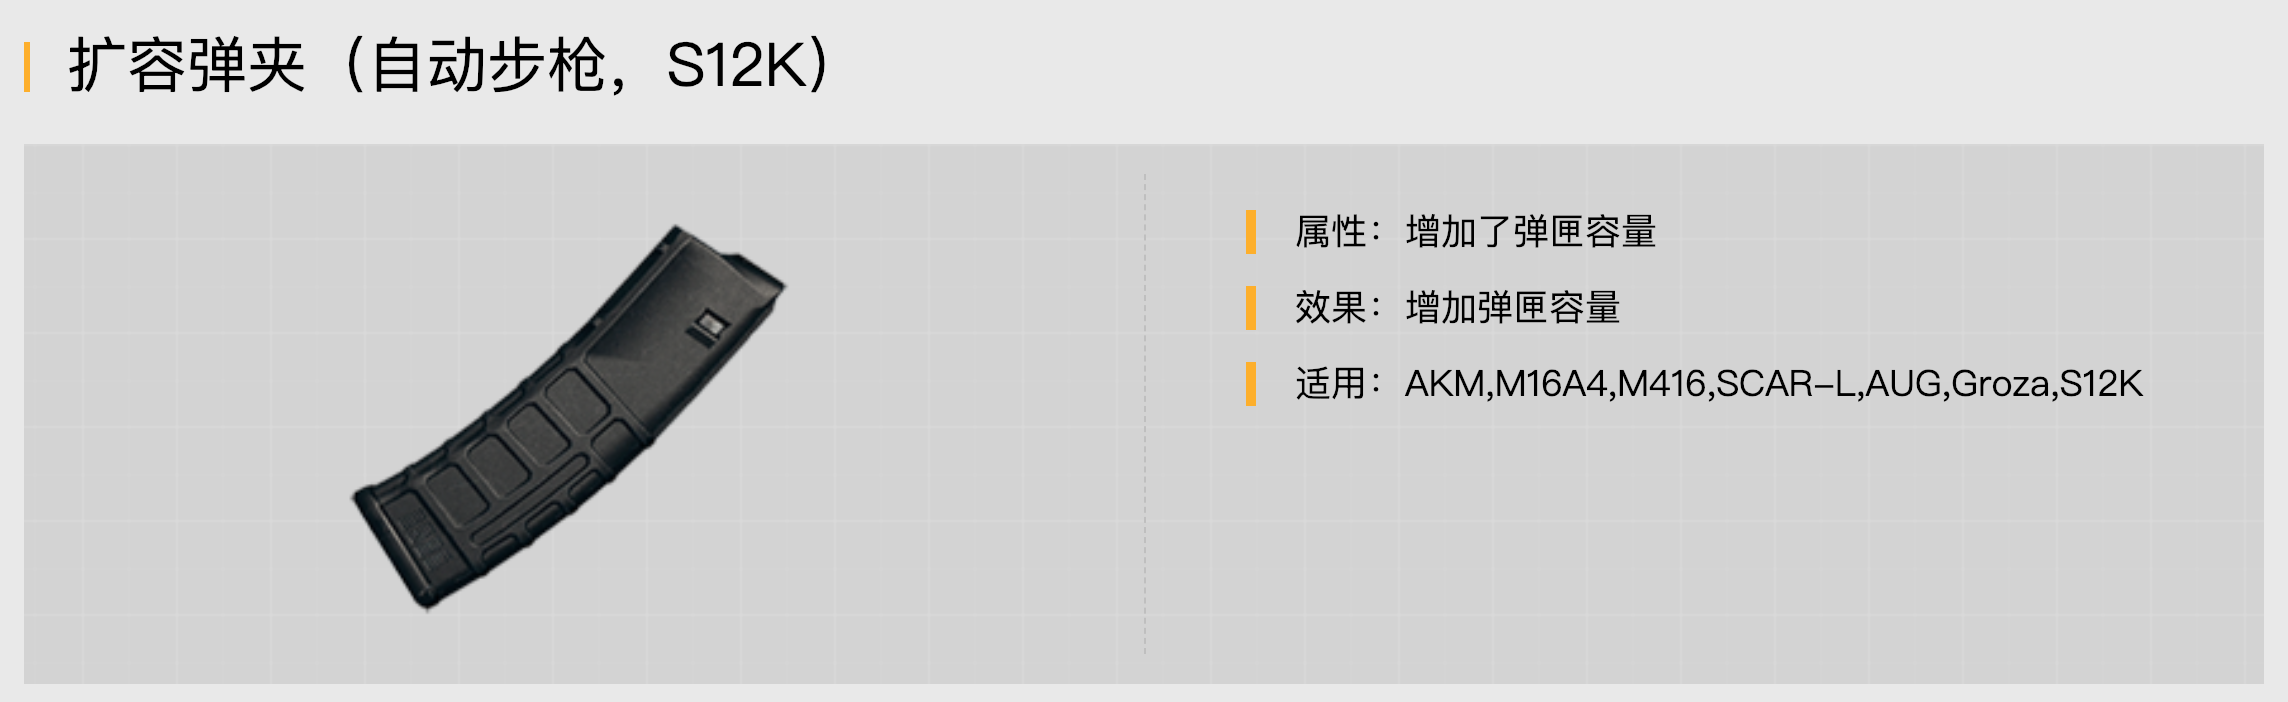 扩容弹夹（自动步枪，S12K）
属性：增加了弹匣容量
效果：增加弹匣容量
适用：AKM,M16A4,M416,SCAR-L,AUG,Groza,S12K